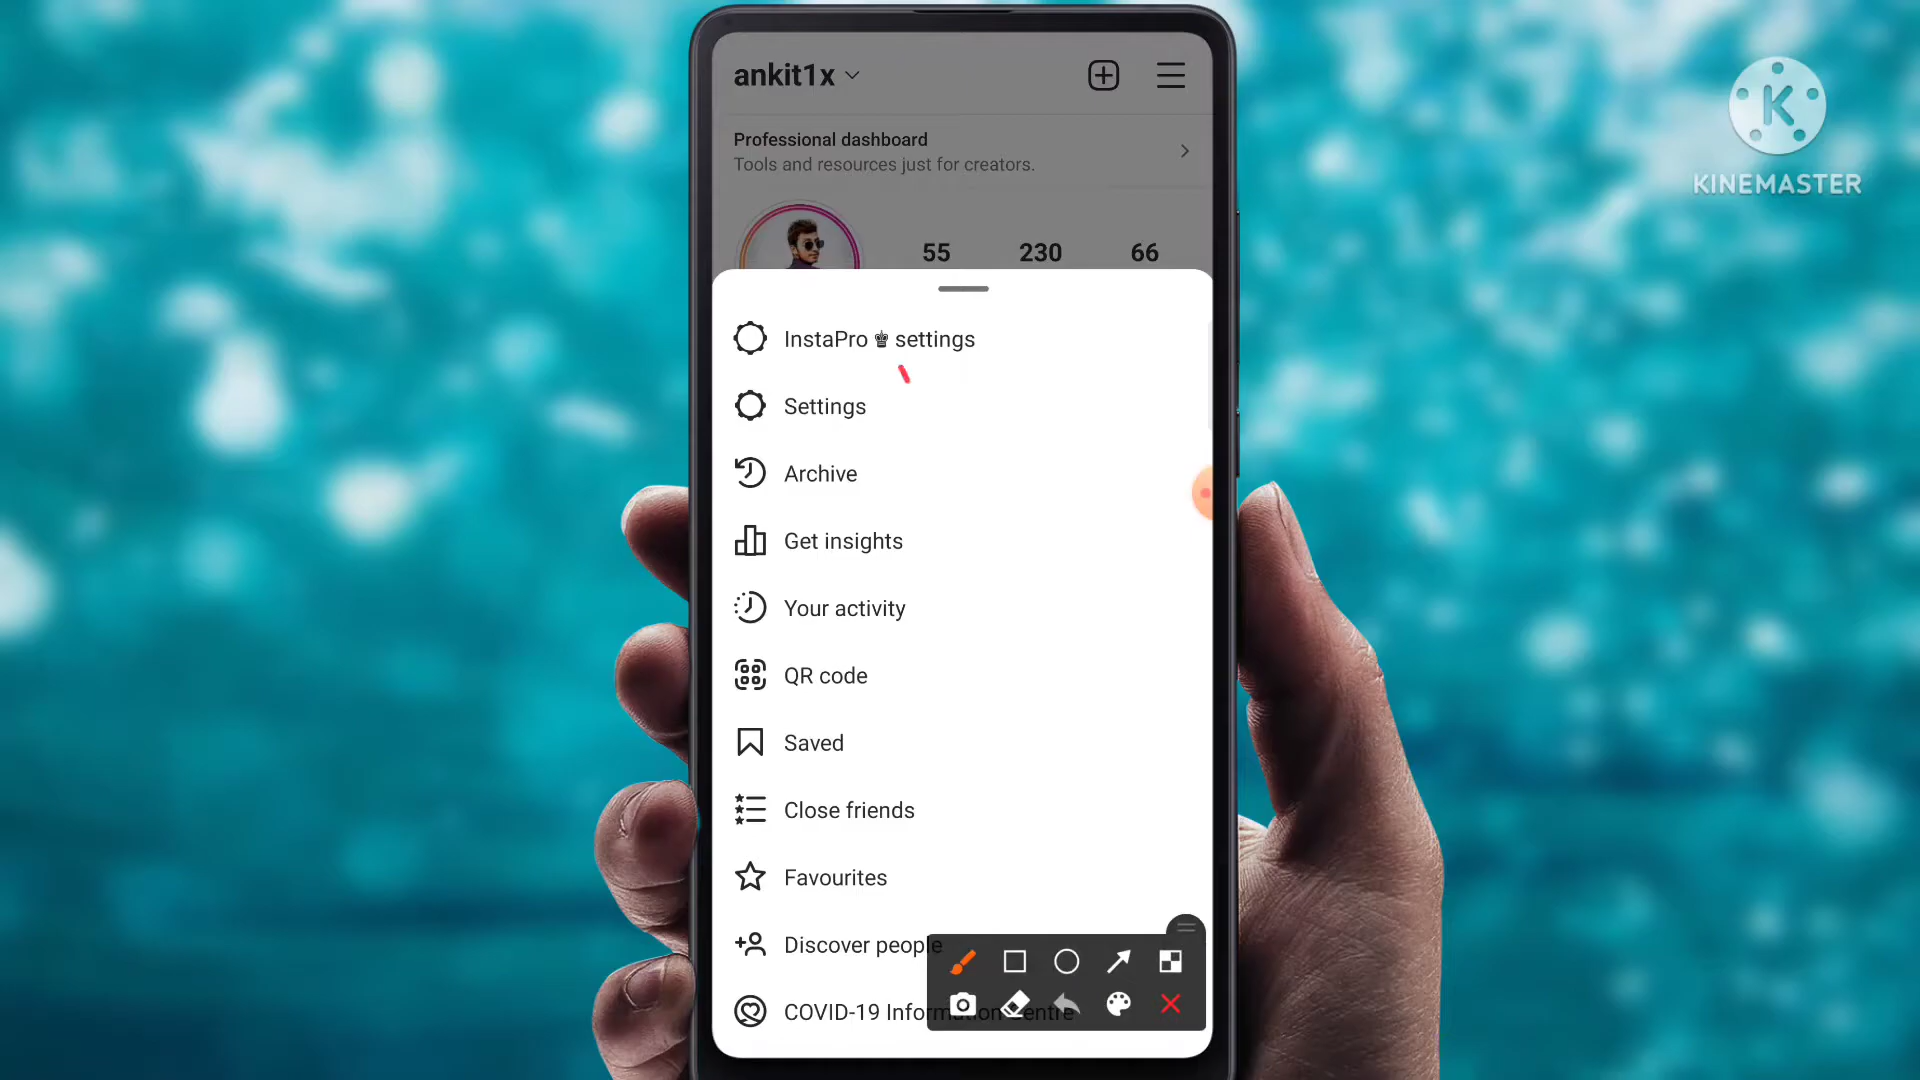 ankit1x
Professional dashboard
Tools and resources just for creators.
55 230 66
InstaPro ♚ settings
Settings
Archive
Get insights
Your activity
QR code
Saved
Close friends
Favourites
Discover people
COVID-19 Information Centre
K
KINEMASTER